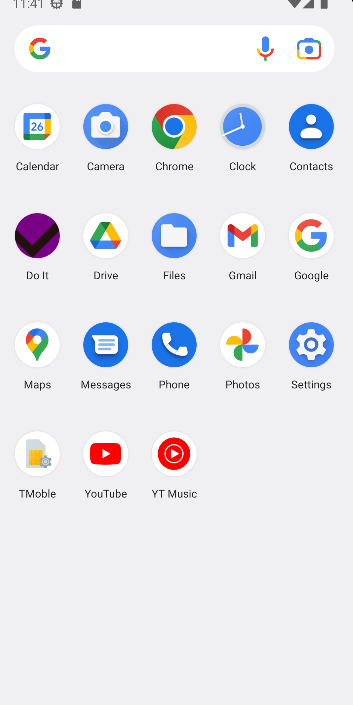 11:41
Calendar Camera Chrome Clock Contacts
Do It Drive Files Gmail Google
Maps Messages Phone Photos Settings
TMoble YouTube YT Music
26